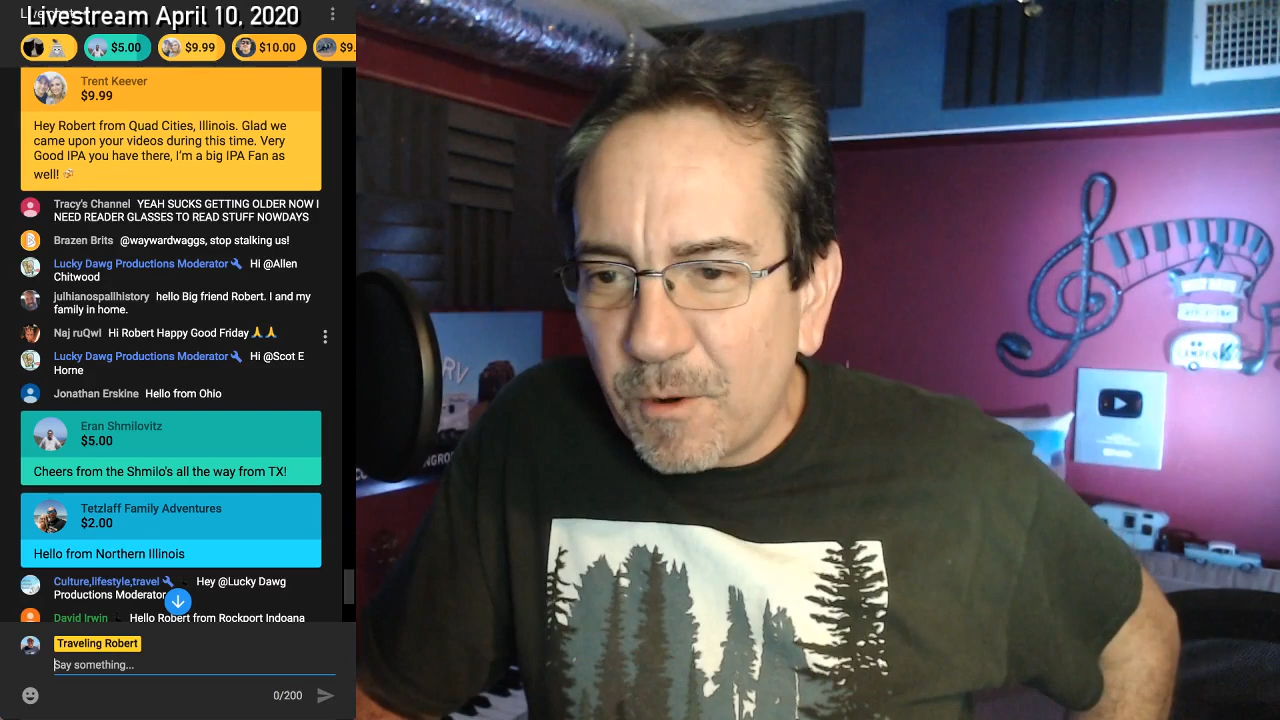 Livestream April 10, 2020
$5.00
$9.99
$10.00
$9.
Trent Keever
$9.99
Hey Robert from Quad Cities, Illinois. Glad we
came upon your videos during this time. Very
Good IPA you have there, I'm a big IPA Fan as
well! 🍻
Tracy's Channel YEAH SUCKS GETTING OLDER NOW I
NEED READER GLASSES TO READ STUFF NOWDAYS
Brazen Brits @waywardwaggs, stop stalking us!
Lucky Dawg Productions Moderator Hi @Allen
Chitwood
julhianospallhistory hello Big friend Robert. I and my
family in home.
Naj ruQwl Hi Robert Happy Good Friday 🙏🙏
Lucky Dawg Productions Moderator Hi @Scot E
Horne
Jonathan Erskine Hello from Ohio
Eran Shmilovitz
$5.00
Cheers from the Shmilo's all the way from TX!
Tetzlaff Family Adventures
$2.00
Hello from Northern Illinois
Culture,lifestyle,travel Hey @Lucky Dawg
Productions Moderator
David Irwin Hello Robert from Rockport Indoana
Traveling Robert
Say something...
0/200
RV
CAMPER